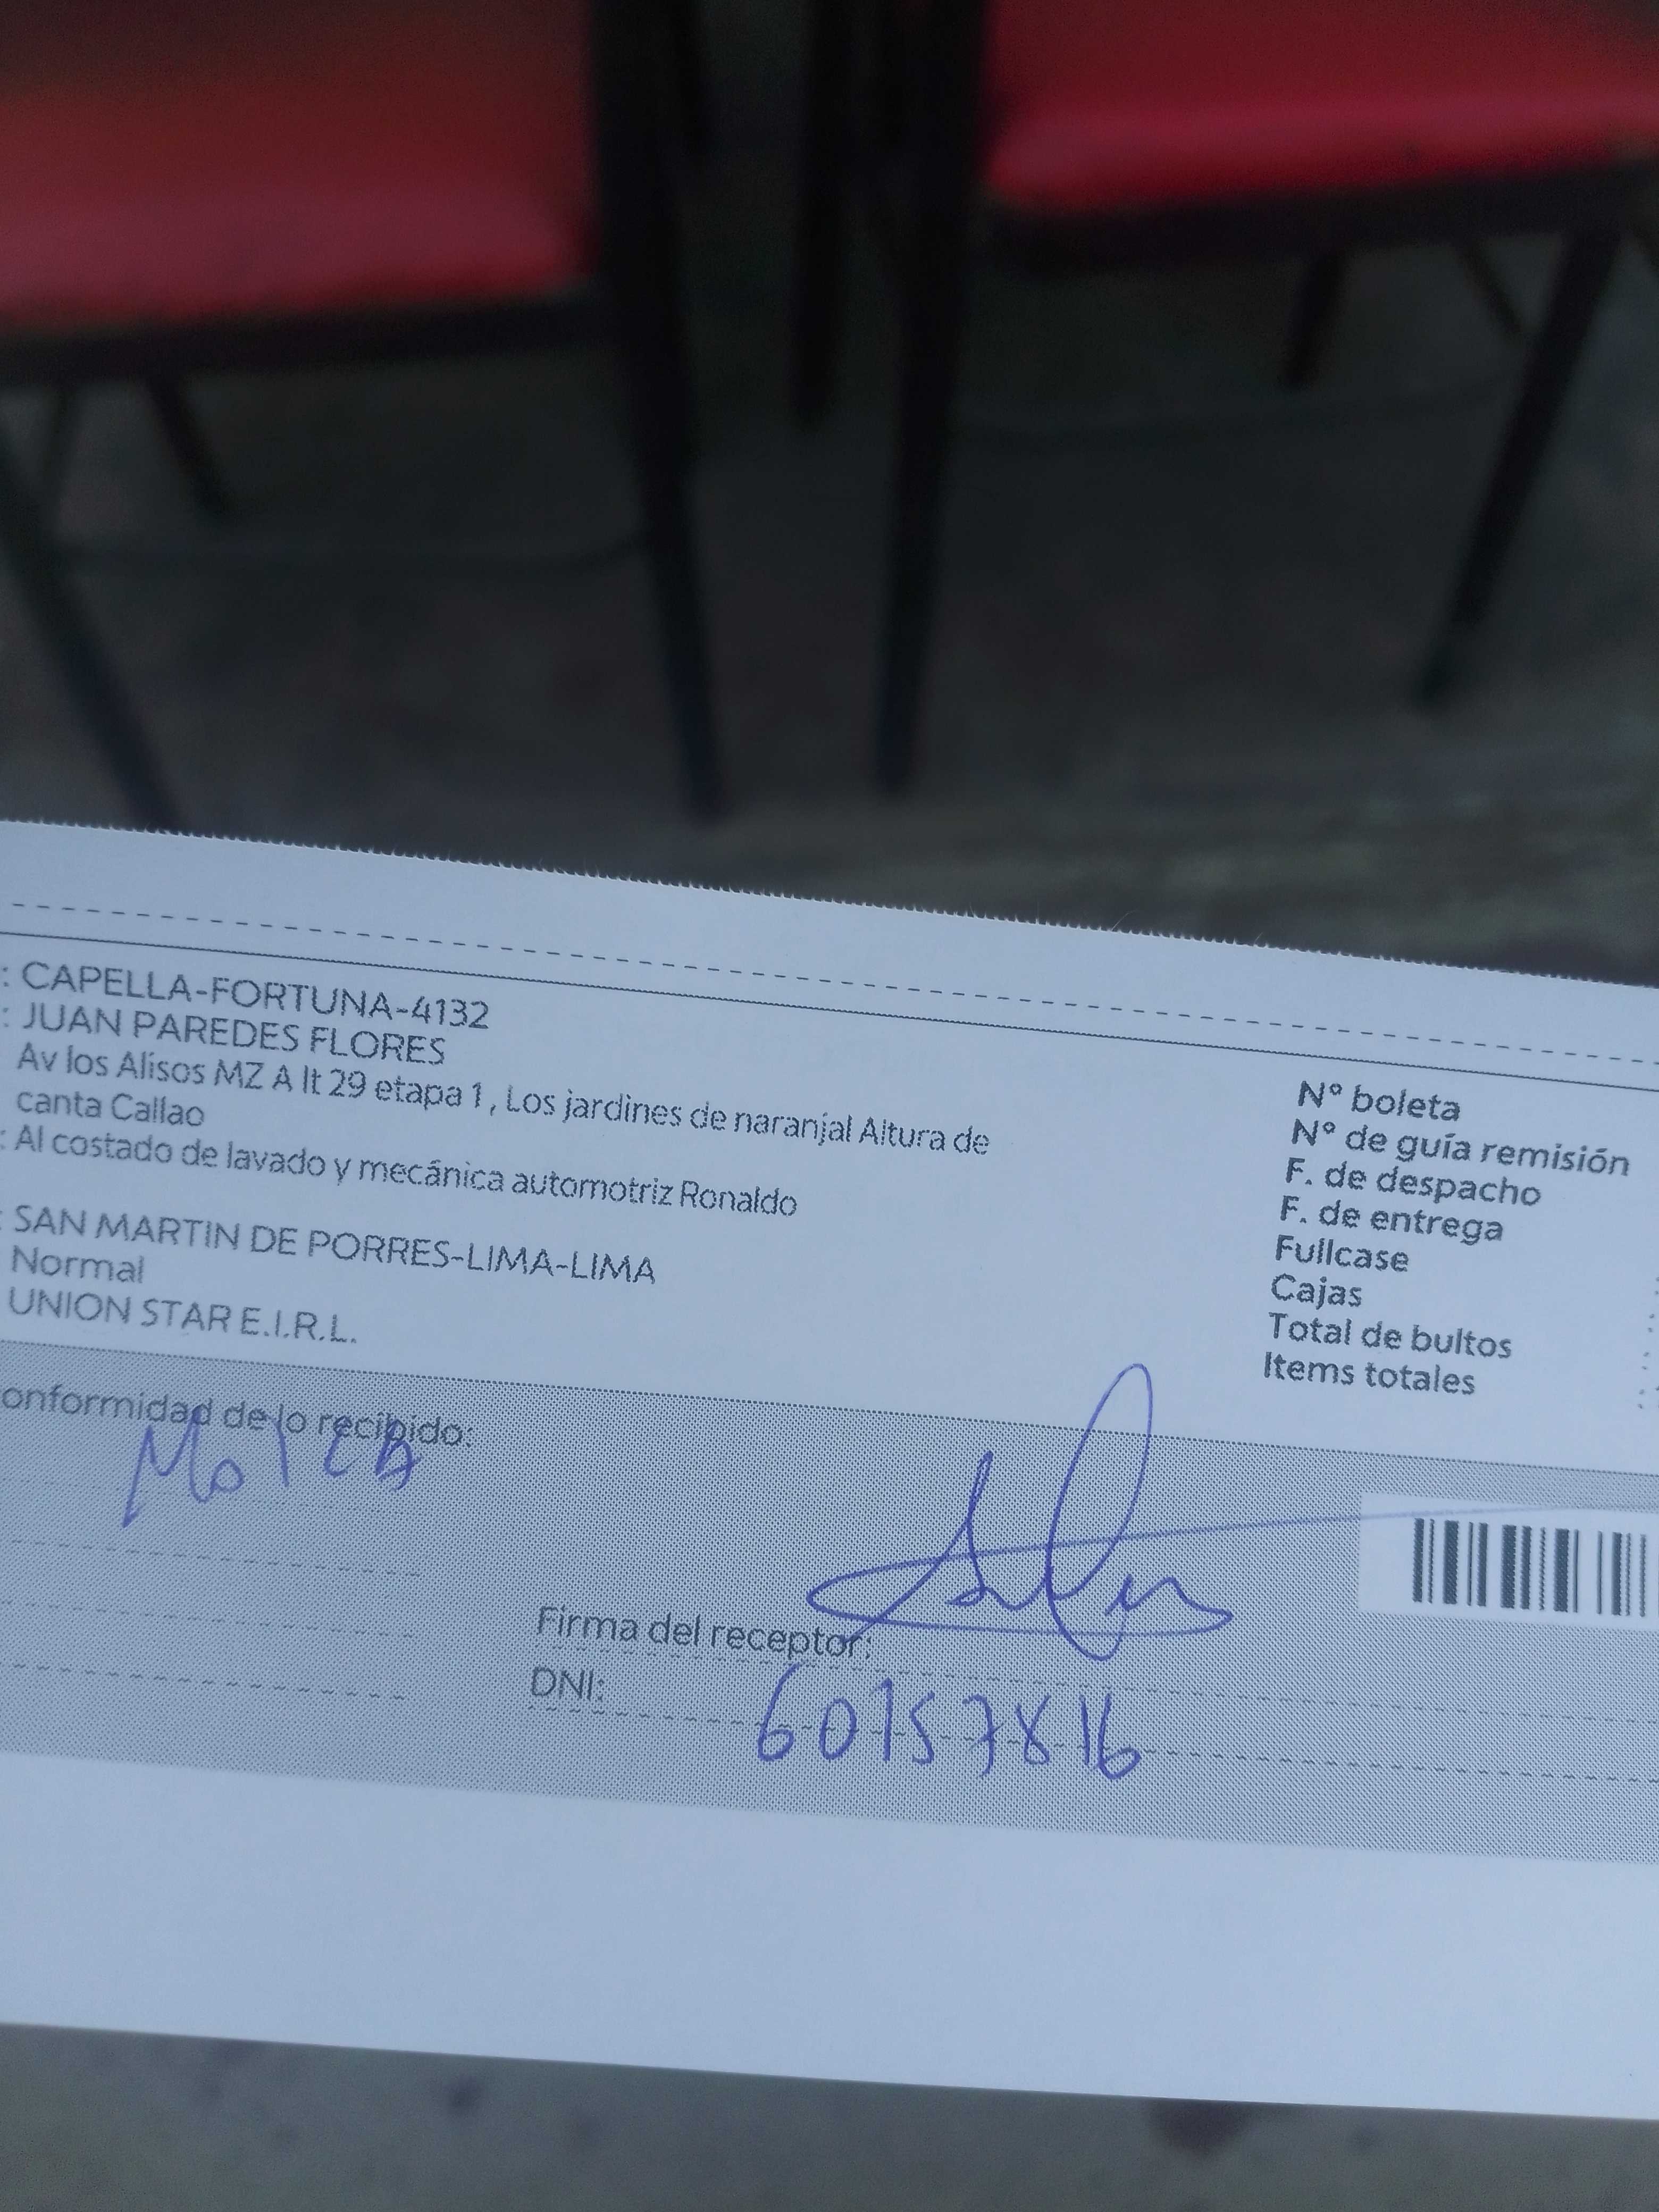 : CAPELLA-FORTUNA-4132
: JUAN PAREDES FLORES
Av los Alisos MZ A lt 29 etapa 1, Los jardines de naranjal Altura de
canta Callao
: Al costado de lavado y mecánica automotriz Ronaldo
: SAN MARTIN DE PORRES-LIMA-LIMA
Normal
UNION STAR E.I.R.L.
N° boleta
N° de guía remisión
F. de despacho
F. de entrega
Fullcase
Cajas
Total de bultos
Items totales
onformidad de lo recibido:
Firma del receptor:
DNI: 60757816